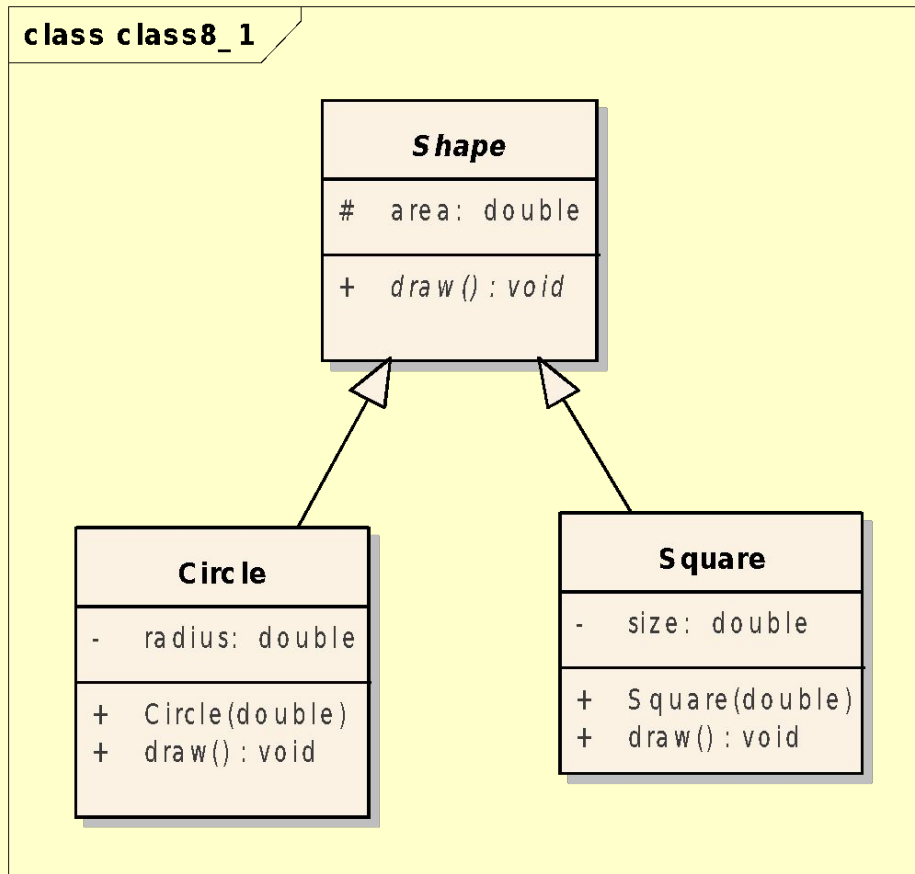 class class8_1
Shape
# area: double
+ draw() : void
Circle
- radius: double
+ Circle(double)
+ draw() : void
Square
- size: double
+ Square(double)
+ draw() : void